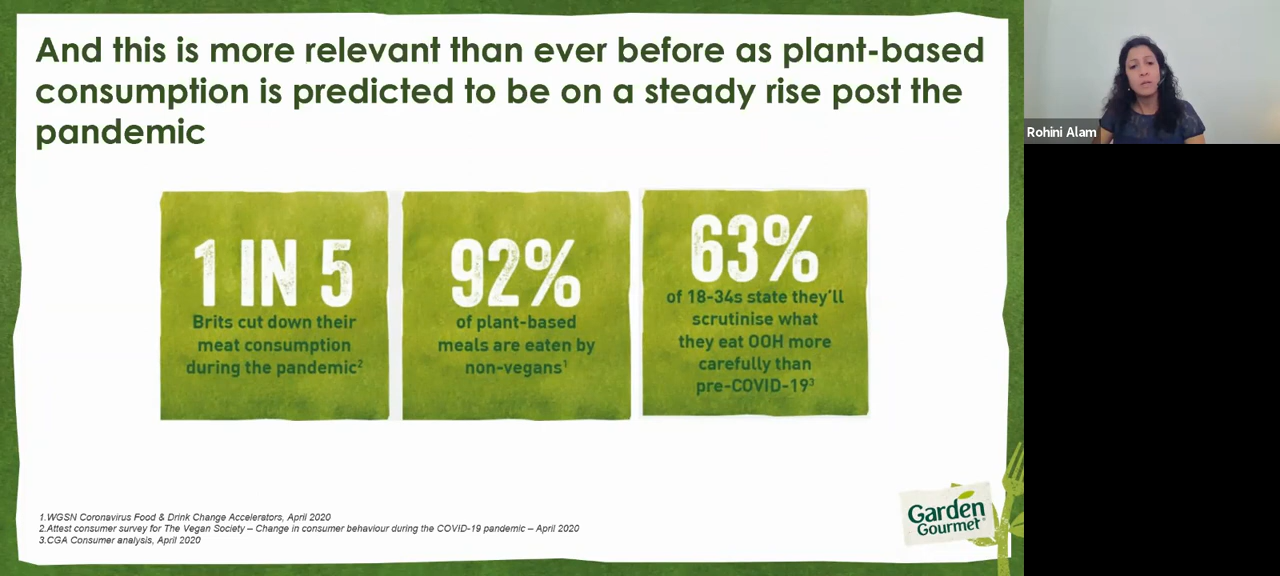 And this is more relevant than ever before as plant-based
consumption is predicted to be on a steady rise post the
pandemic
1 IN 5
Brits cut down their
meat consumption
during the pandemic²
92%
of plant-based
meals are eaten by
non-vegans¹
63%
of 18-34s state they'll
scrutinise what
they eat OOH more
carefully than
pre-COVID-19³
1.WGSN Coronavirus Food & Drink Change Accelerators, April 2020
2.Attest consumer survey for The Vegan Society – Change in consumer behaviour during the COVID-19 pandemic – April 2020
3.CGA Consumer analysis, April 2020
Garden
Gourmet
Rohini Alam